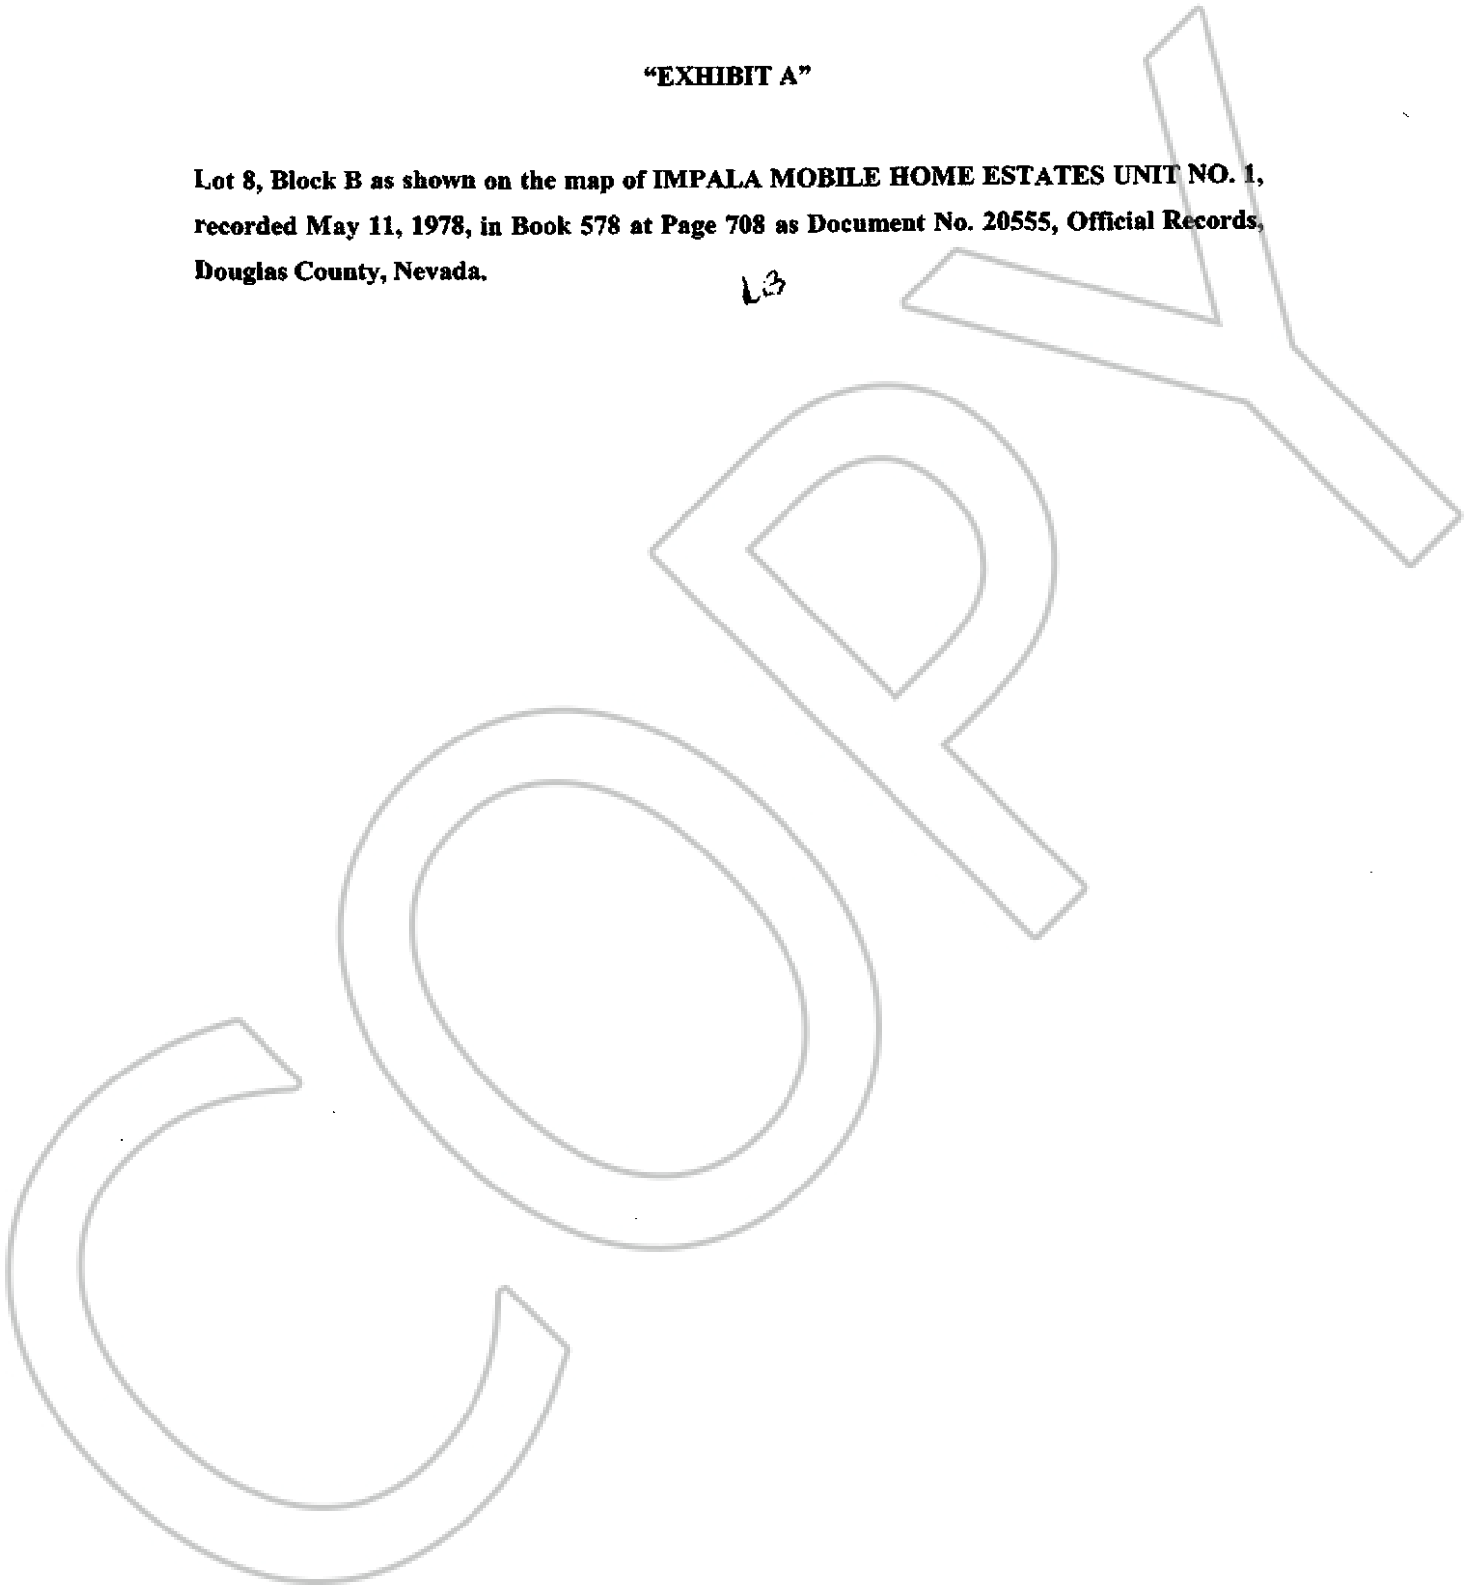 “EXHIBIT A”
Lot 8, Block B as shown on the map of IMPALA MOBILE HOME ESTATES UNIT NO. 1,
recorded May 11, 1978, in Book 578 at Page 708 as Document No. 20555, Official Records,
Douglas County, Nevada.
LB
COPY